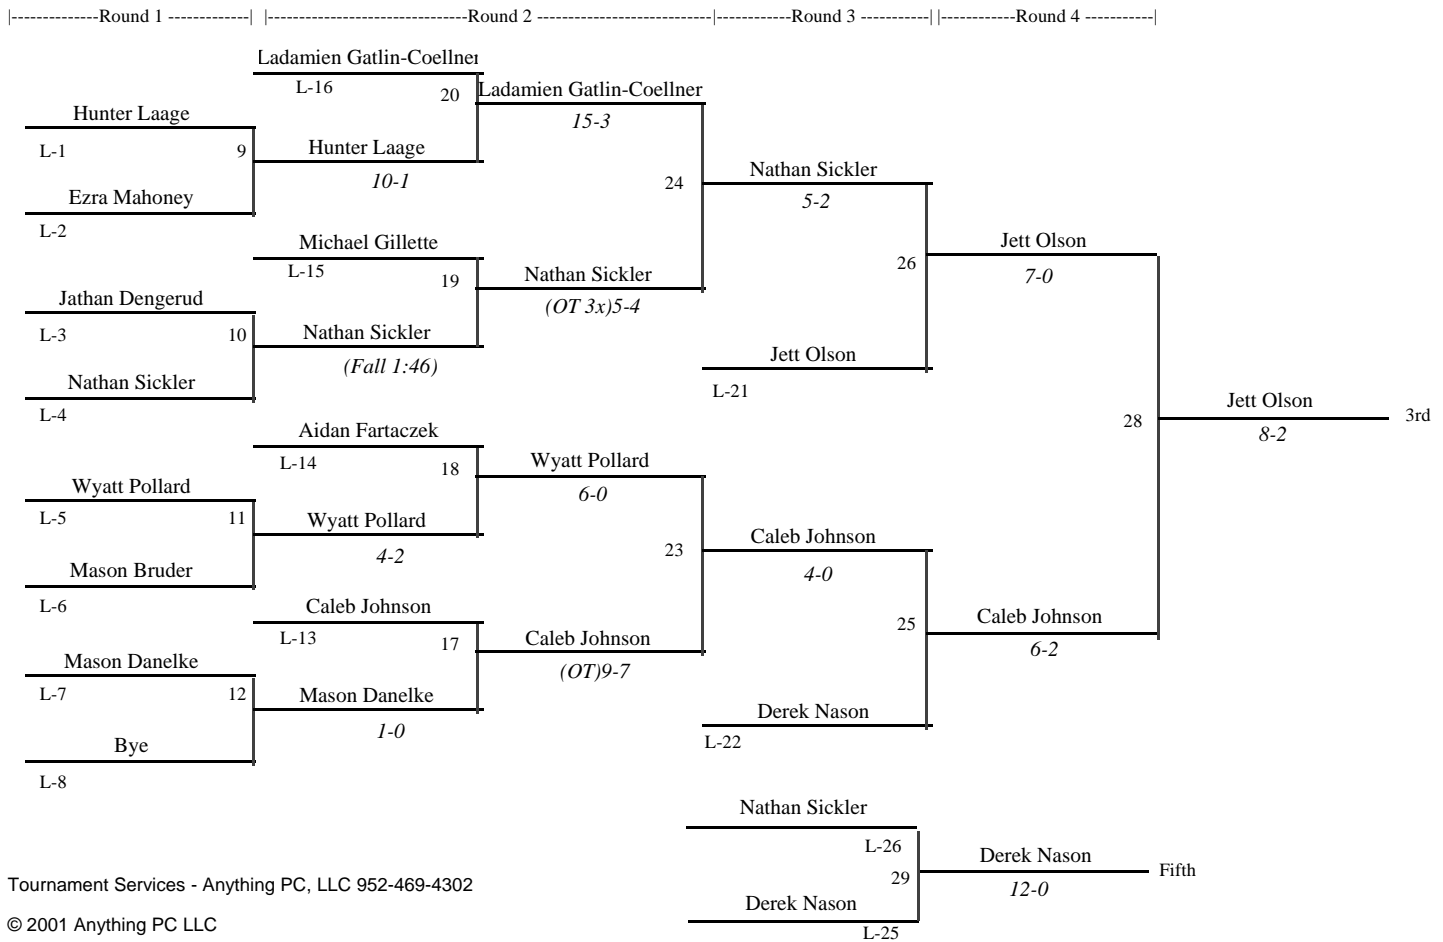 |--------------Round 1 --------------| |--------------------------------Round 2 ----------------------------|------------Round 3 ------------| |------------Round 4 -----------|
Ladamien Gatlin-Coellner
L-16
20
Ladamien Gatlin-Coellner
15-3
Hunter Laage
L-1
9
Hunter Laage
10-1
Ezra Mahoney
L-2
24
Nathan Sickler
5-2
Michael Gillette
L-15
19
Nathan Sickler
(OT 3x)5-4
Jathan Dengerud
L-3
10
Nathan Sickler
(Fall 1:46)
Nathan Sickler
L-4
26
Jett Olson
7-0
Jett Olson
L-21
Aidan Fartaczek
L-14
18
Wyatt Pollard
6-0
Wyatt Pollard
L-5
11
Wyatt Pollard
4-2
Mason Bruder
L-6
23
Caleb Johnson
4-0
28
Jett Olson
8-2
3rd
Caleb Johnson
L-13
17
Caleb Johnson
(OT)9-7
Mason Danelke
L-7
12
Mason Danelke
1-0
Bye
L-8
25
Caleb Johnson
6-2
Derek Nason
L-22
Nathan Sickler
L-26
29
Derek Nason
12-0
Fifth
Derek Nason
L-25
Tournament Services - Anything PC, LLC 952-469-4302
© 2001 Anything PC LLC